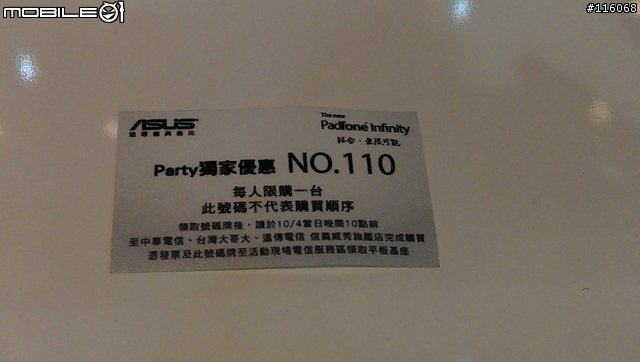 MOBILE01
#116068
ASUS
The new
Padfone Infinity
Party獨家優惠 NO.110
每人限購一台
此號碼不代表購買順序
領取號碼牌後，請於10/4當日晚間10點前
至中華電信、台灣大哥大、遠傳電信 信義威秀旗艦店完成購買
憑發票及此號碼牌至活動現場電信服務區領取平板基座